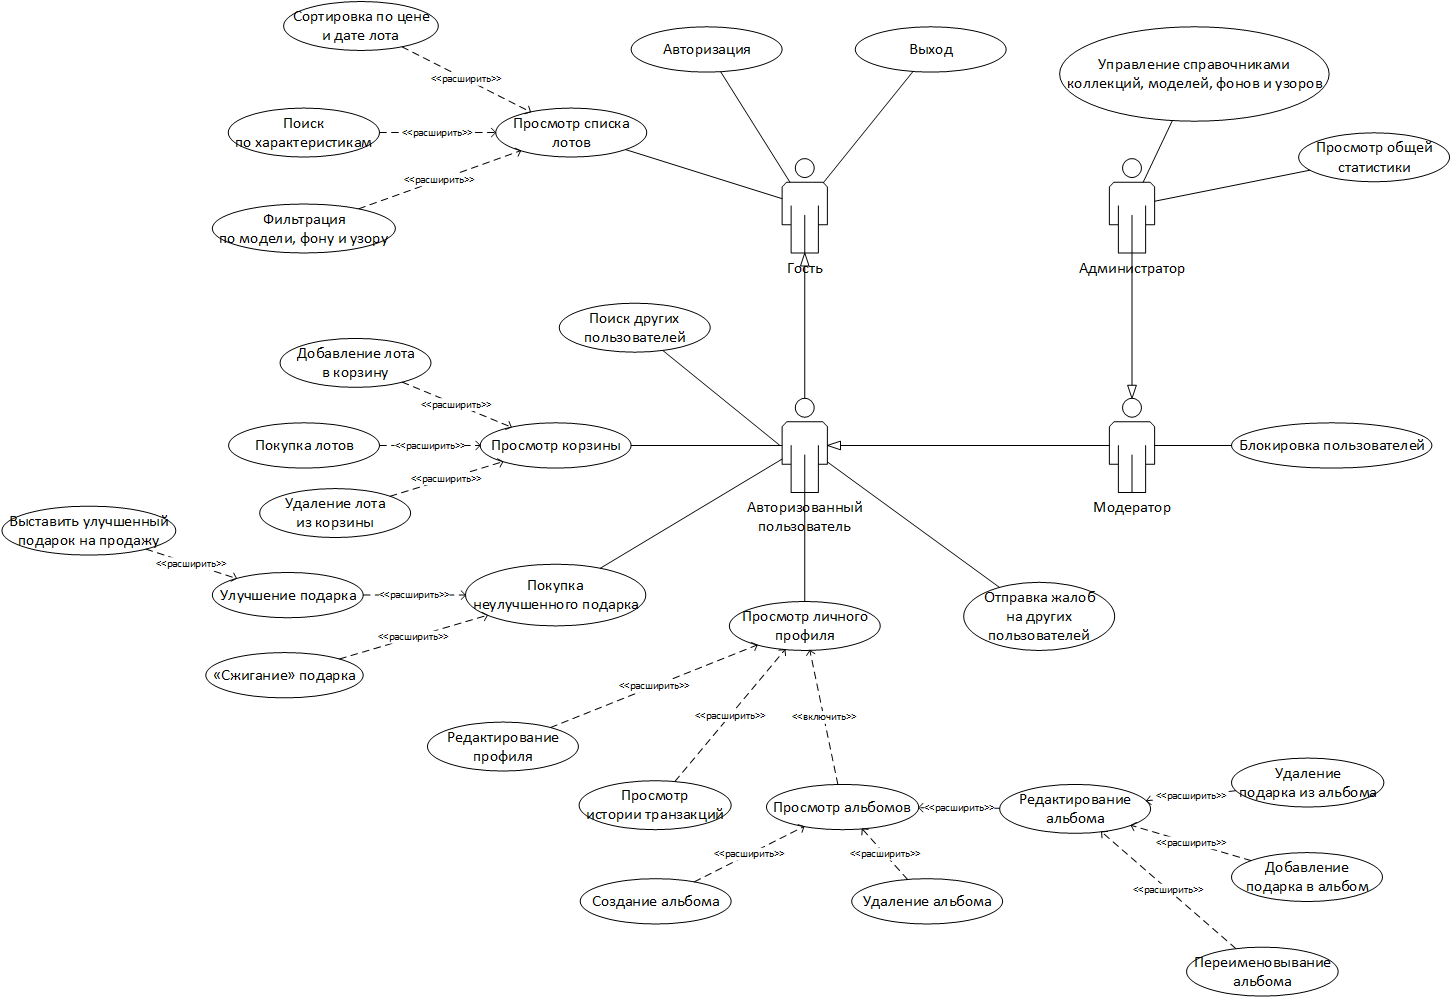 Сортировка по цене
и дате лота
Авторизация
Выход
Управление справочниками
коллекций, моделей, фонов и узоров
<<расширить>>
Поиск
по характеристикам
<<расширить>>
Просмотр списка
лотов
Просмотр общей
статистики
<<расширить>>
Фильтрация
по модели, фону и узору
Гость
Администратор
Поиск других
пользователей
Добавление лота
в корзину
<<расширить>>
Покупка лотов
<<расширить>>
Просмотр корзины
Блокировка пользователей
<<расширить>>
Удаление лота
из корзины
Авторизованный
пользователь
Модератор
Выставить улучшенный
подарок на продажу
<<расширить>>
Улучшение подарка
<<расширить>>
Покупка
неулучшенного подарка
Отправка жалоб
на других
пользователей
Просмотр личного
профиля
<<расширить>>
«Сжигание» подарка
<<расширить>>
<<расширить>>
<<включить>>
Редактирование
профиля
Просмотр
истории транзакций
Просмотр альбомов
<<расширить>>
Редактирование
альбома
<<расширить>>
Удаление
подарка из альбома
<<расширить>>
<<расширить>>
<<расширить>>
Добавление
подарка в альбом
<<расширить>>
Создание альбома
Удаление альбома
Переименовывание
альбома